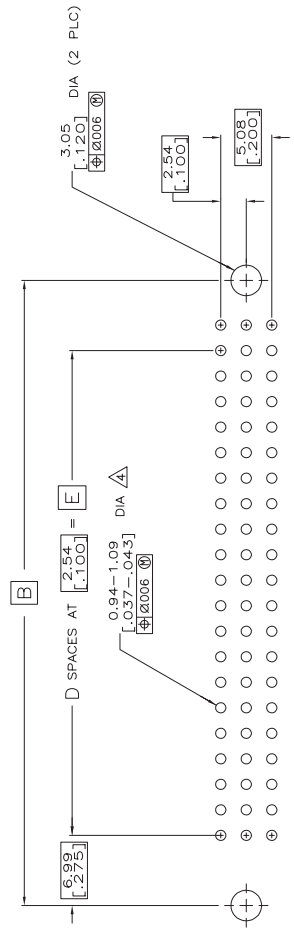 B
D SPACES AT 2.54 [.100] = E
6.99
[.275]
0.94-1.09
[.037-.043] DIA 4
⌖ Ø.006 Ⓜ
3.05
[.120] DIA (2 PLC)
⌖ Ø.006 Ⓜ
2.54
[.100]
5.08
[.200]